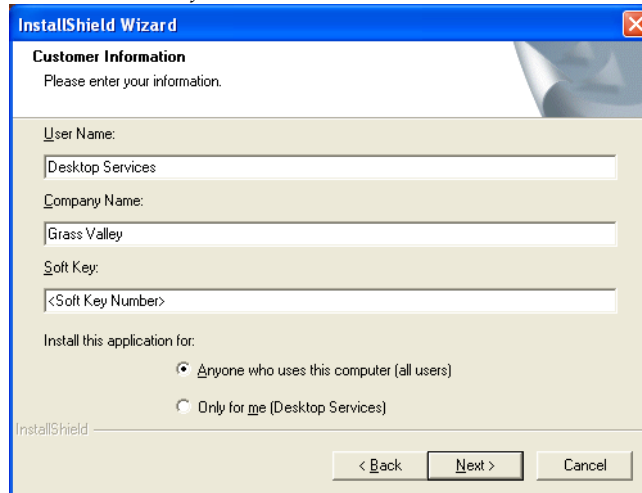 InstallShield Wizard
Customer Information
Please enter your information.
User Name:
Desktop Services
Company Name:
Grass Valley
Soft Key:
<Soft Key Number>
Install this application for:
Anyone who uses this computer (all users)
Only for me (Desktop Services)
InstallShield
< Back Next > Cancel